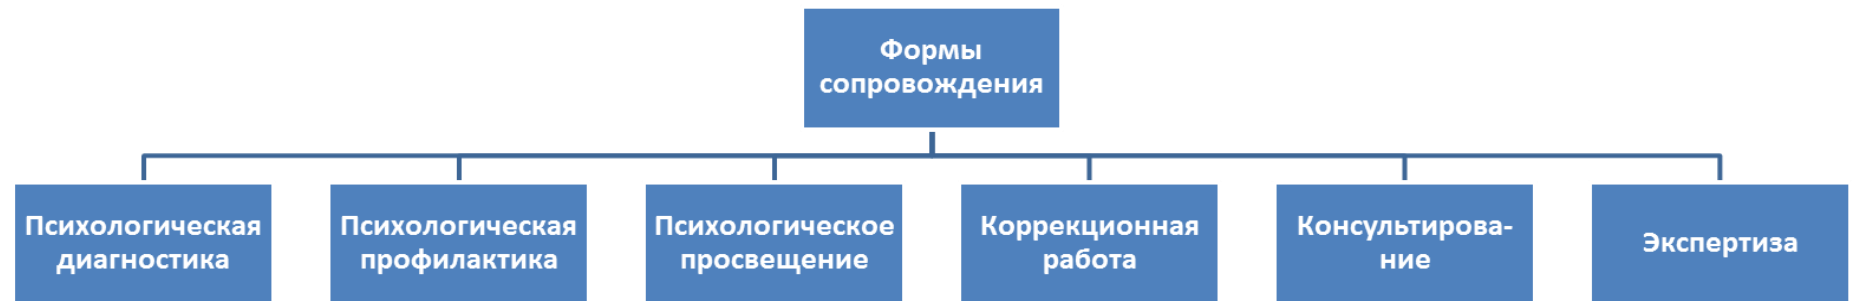 Формы
сопровождения
Психологическая
диагностика
Психологическая
профилактика
Психологическое
просвещение
Коррекционная
работа
Консультирова-
ние
Экспертиза